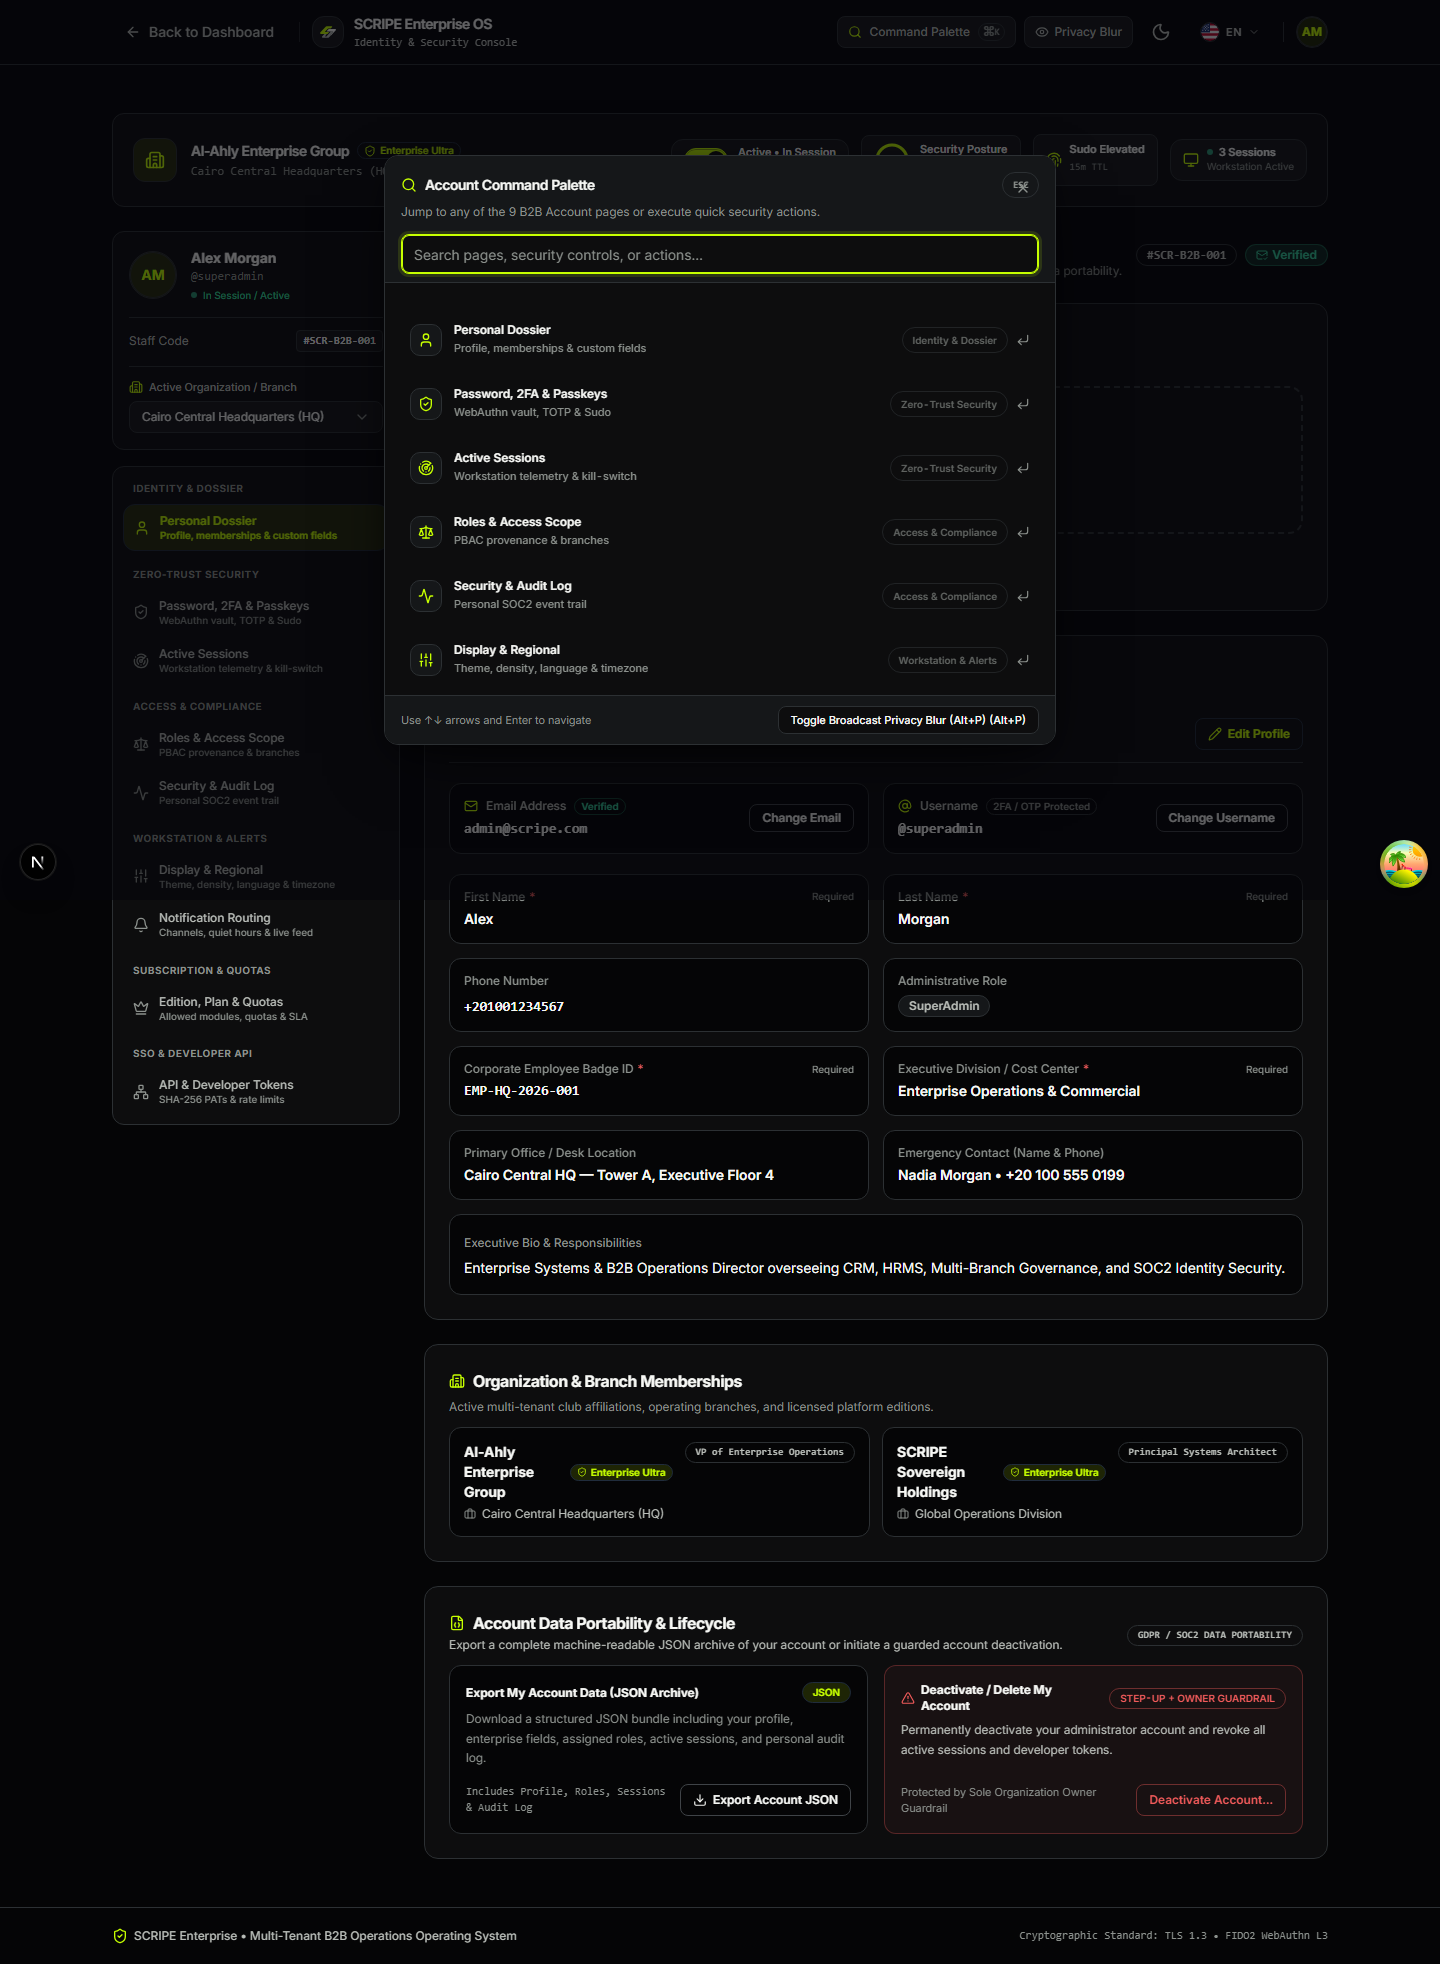 Back to Dashboard
SCRIPE Enterprise OS
Identity & Security Console
Command Palette ⌘K
Privacy Blur
EN
AM
Al-Ahly Enterprise Group
Enterprise Ultra
Cairo Central Headquarters (H
Active • In Session
Security Posture
Sudo Elevated
15m TTL
3 Sessions
Workstation Active
Account Command Palette
ESC
Jump to any of the 9 B2B Account pages or execute quick security actions.
Search pages, security controls, or actions...
Personal Dossier
Profile, memberships & custom fields
Identity & Dossier
Password, 2FA & Passkeys
WebAuthn vault, TOTP & Sudo
Zero-Trust Security
Active Sessions
Workstation telemetry & kill-switch
Zero-Trust Security
Roles & Access Scope
PBAC provenance & branches
Access & Compliance
Security & Audit Log
Personal SOC2 event trail
Access & Compliance
Display & Regional
Theme, density, language & timezone
Workstation & Alerts
Use ↑↓ arrows and Enter to navigate
Toggle Broadcast Privacy Blur (Alt+P) (Alt+P)
AM
Alex Morgan
@superadmin
In Session / Active
Staff Code
#SCR-B2B-001
Active Organization / Branch
Cairo Central Headquarters (HQ)
IDENTITY & DOSSIER
Personal Dossier
Profile, memberships & custom fields
ZERO-TRUST SECURITY
Password, 2FA & Passkeys
WebAuthn vault, TOTP & Sudo
Active Sessions
Workstation telemetry & kill-switch
ACCESS & COMPLIANCE
Roles & Access Scope
PBAC provenance & branches
Security & Audit Log
Personal SOC2 event trail
WORKSTATION & ALERTS
Display & Regional
Theme, density, language & timezone
Notification Routing
Channels, quiet hours & live feed
SUBSCRIPTION & QUOTAS
Edition, Plan & Quotas
Allowed modules, quotas & SLA
SSO & DEVELOPER API
API & Developer Tokens
SHA-256 PATs & rate limits
#SCR-B2B-001
Verified
a portability.
Edit Profile
Email Address
Verified
admin@scripe.com
Change Email
Username
2FA / OTP Protected
@superadmin
Change Username
First Name *
Required
Alex
Last Name *
Required
Morgan
Phone Number
+201001234567
Administrative Role
SuperAdmin
Corporate Employee Badge ID *
Required
EMP-HQ-2026-001
Executive Division / Cost Center *
Required
Enterprise Operations & Commercial
Primary Office / Desk Location
Cairo Central HQ — Tower A, Executive Floor 4
Emergency Contact (Name & Phone)
Nadia Morgan • +20 100 555 0199
Executive Bio & Responsibilities
Enterprise Systems & B2B Operations Director overseeing CRM, HRMS, Multi-Branch Governance, and SOC2 Identity Security.
Organization & Branch Memberships
Active multi-tenant club affiliations, operating branches, and licensed platform editions.
Al-Ahly
Enterprise
Group
Enterprise Ultra
VP of Enterprise Operations
Cairo Central Headquarters (HQ)
SCRIPE
Sovereign
Holdings
Enterprise Ultra
Principal Systems Architect
Global Operations Division
Account Data Portability & Lifecycle
Export a complete machine-readable JSON archive of your account or initiate a guarded account deactivation.
GDPR / SOC2 DATA PORTABILITY
Export My Account Data (JSON Archive)
JSON
Download a structured JSON bundle including your profile,
enterprise fields, assigned roles, active sessions, and personal audit
log.
Includes Profile, Roles, Sessions
& Audit Log
Export Account JSON
Deactivate / Delete My
Account
STEP-UP + OWNER GUARDRAIL
Permanently deactivate your administrator account and revoke all
active sessions and developer tokens.
Protected by Sole Organization Owner
Guardrail
Deactivate Account...
SCRIPE Enterprise • Multi-Tenant B2B Operations Operating System
Cryptographic Standard: TLS 1.3 • FIDO2 WebAuthn L3
N